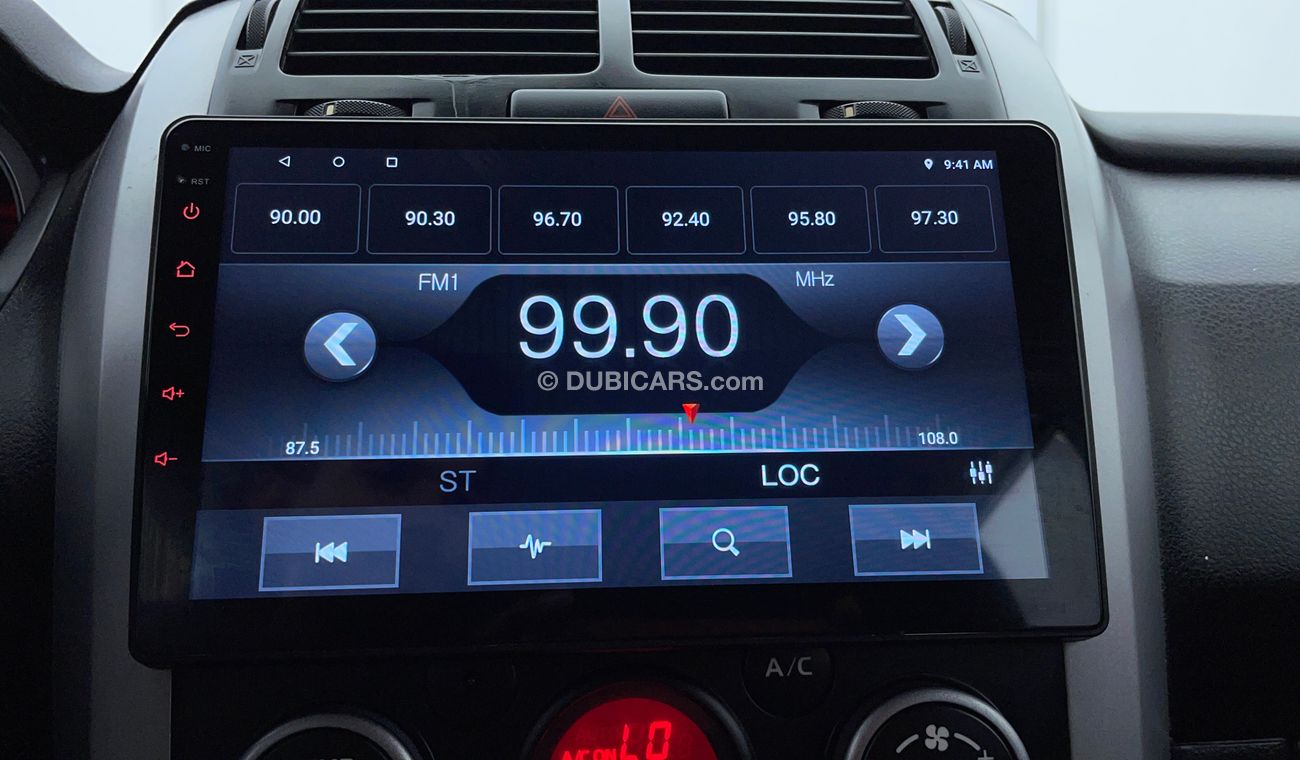 MIC
RST
9:41 AM
90.00 90.30 96.70 92.40 95.80 97.30
FM1 MHz
99.90
© DUBICARS.com
87.5 108.0
ST LOC
A/C
LO
A/C ON